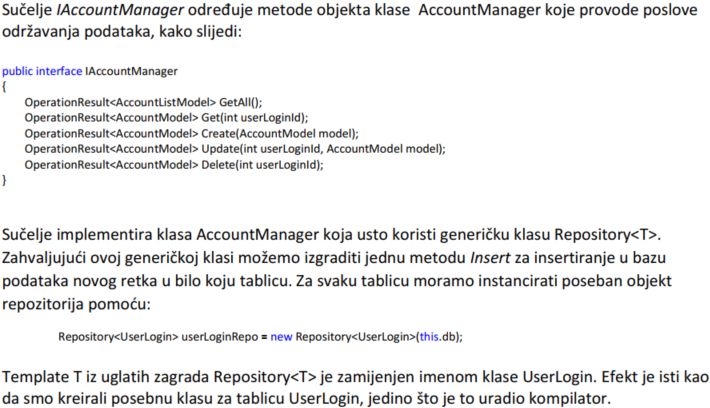 Sučelje IAccountManager određuje metode objekta klase AccountManager koje provode poslove
održavanja podataka, kako slijedi:
public interface IAccountManager
{
OperationResult<AccountListModel> GetAll();
OperationResult<AccountModel> Get(int userLoginId);
OperationResult<AccountModel> Create(AccountModel model);
OperationResult<AccountModel> Update(int userLoginId, AccountModel model);
OperationResult<AccountModel> Delete(int userLoginId);
}
Sučelje implementira klasa AccountManager koja usto koristi generičku klasu Repository<T>.
Zahvaljujući ovoj generičkoj klasi možemo izgraditi jednu metodu Insert za insertiranje u bazu
podataka novog retka u bilo koju tablicu. Za svaku tablicu moramo instancirati poseban objekt
repozitorija pomoću:
Repository<UserLogin> userLoginRepo = new Repository<UserLogin>(this.db);
Template T iz uglatih zagrada Repository<T> je zamijenjen imenom klase UserLogin. Efekt je isti kao
da smo kreirali posebnu klasu za tablicu UserLogin, jedino što je to uradio kompilator.